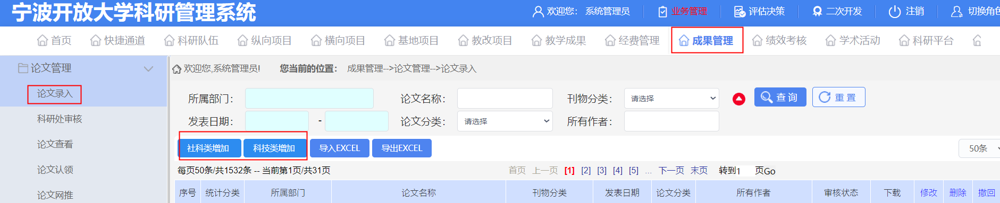 宁波开放大学科研管理系统
欢迎您： 系统管理员 业务管理 评估决策 二次开发 注销 切换角色
首页 快捷通道 科研队伍 纵向项目 横向项目 基地项目 教改项目 教学成果 经费管理 成果管理 绩效考核 学术活动 科研平台
论文管理
论文录入
科研处审核
论文查看
论文认领
论文网推
欢迎您,系统管理员! 您当前的位置： 成果管理-->论文管理-->论文录入
所属部门： 论文名称： 刊物分类： 请选择 查 询 重 置
发表日期： - 论文分类： 请选择 所有作者：
社科类增加 科技类增加 导入EXCEL 导出EXCEL 50条
每页50条/共1532条 -- 当前第1页/共31页 首页 上一页 [1] [2] [3] [4] [5] ... 下一页 末页 转到1 页Go
序号 统计分类 所属部门 论文名称 刊物分类 发表日期 论文分类 所有作者 审核状态 下载 修改 删除 撤回